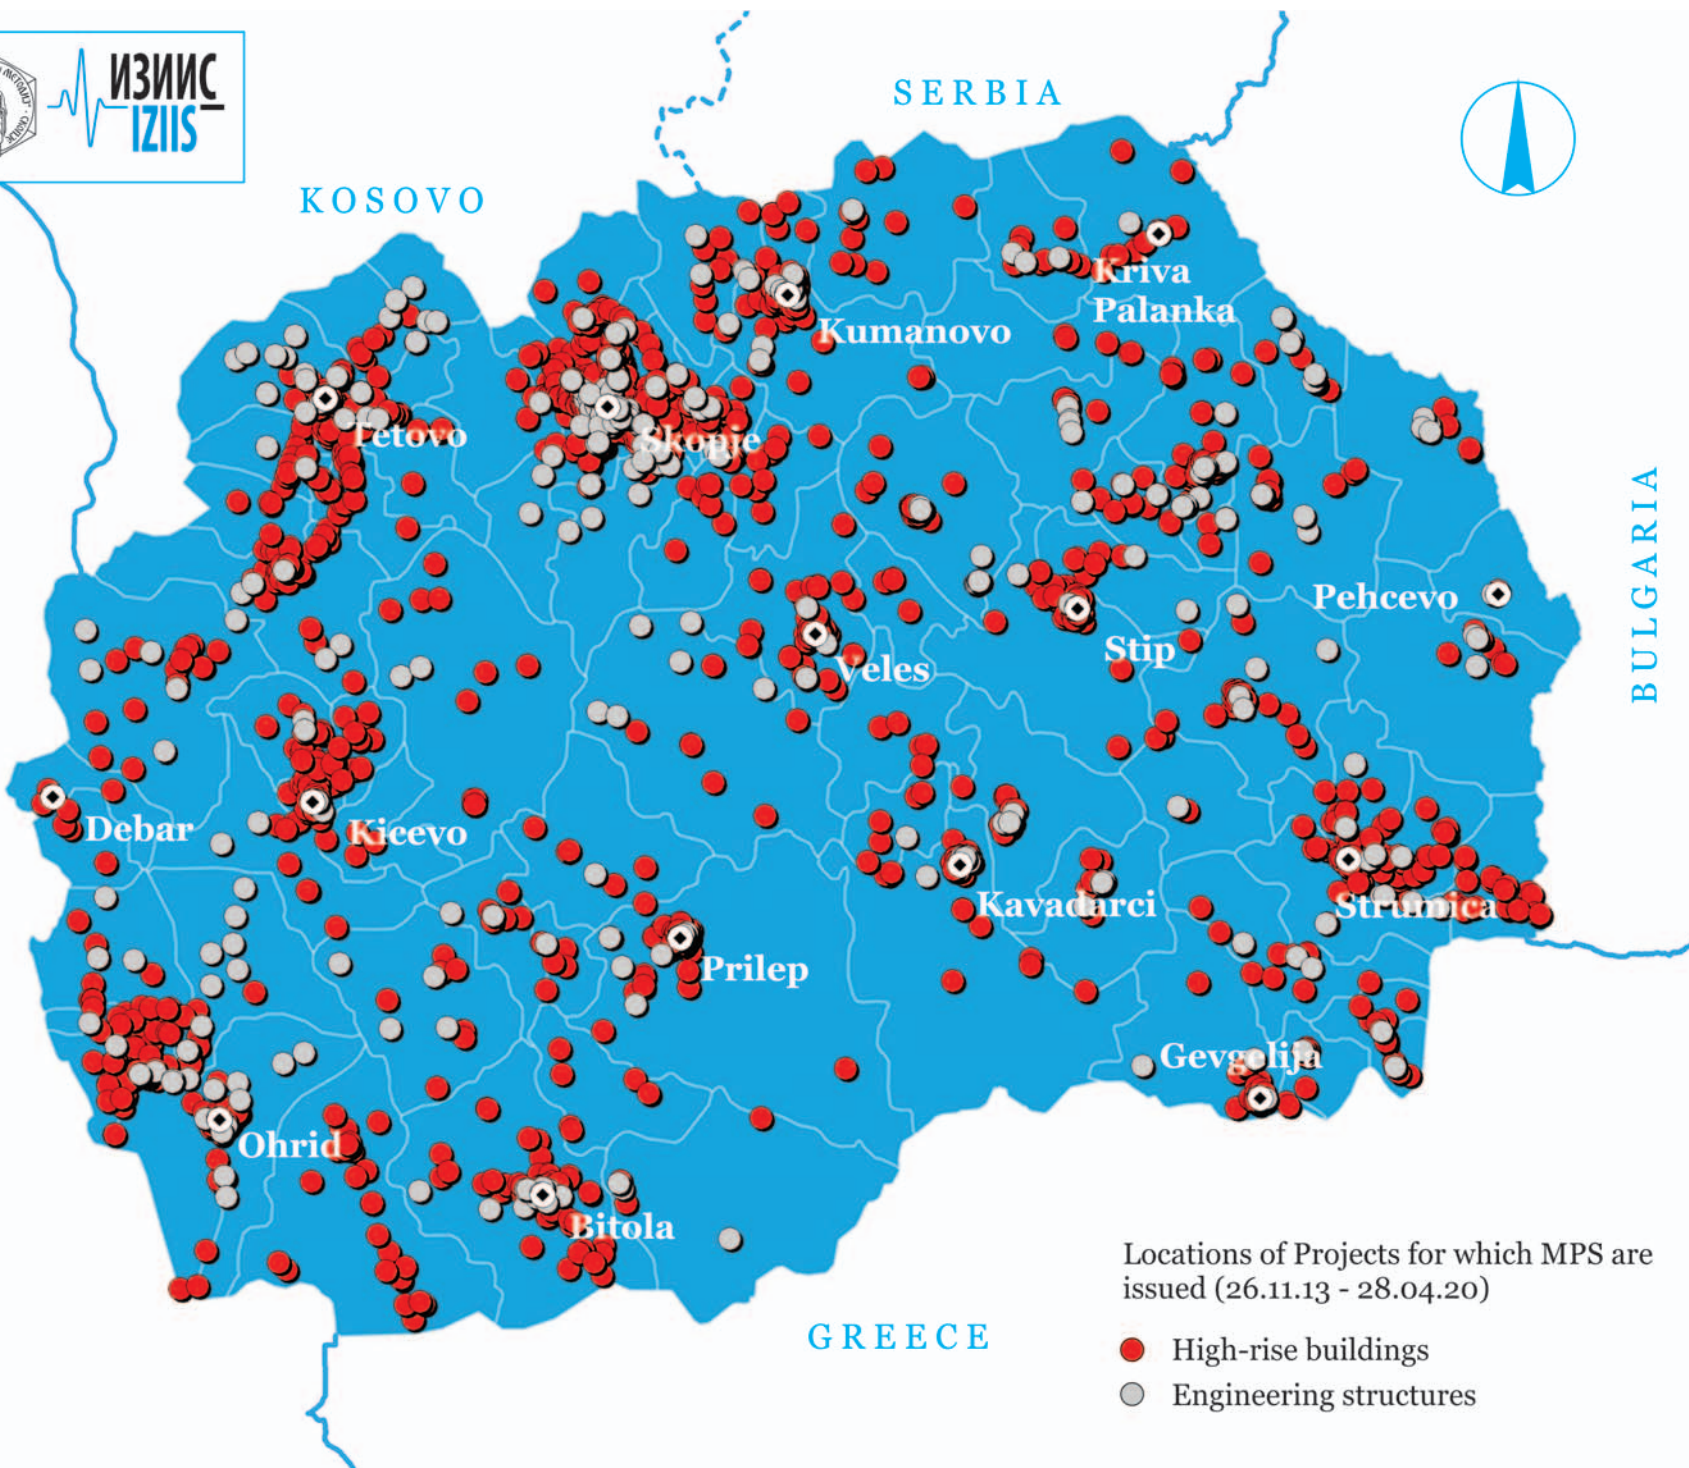 ИЗИИС
IZIIS
SERBIA
KOSOVO
Kriva
Palanka
Kumanovo
Tetovo
Skopje
BULGARIA
Pehcevo
Stip
Veles
Debar
Kicevo
Kavadarci
Strumica
Prilep
Gevgelija
Ohrid
Bitola
GREECE
Locations of Projects for which MPS are
issued (26.11.13 - 28.04.20)
High-rise buildings
Engineering structures